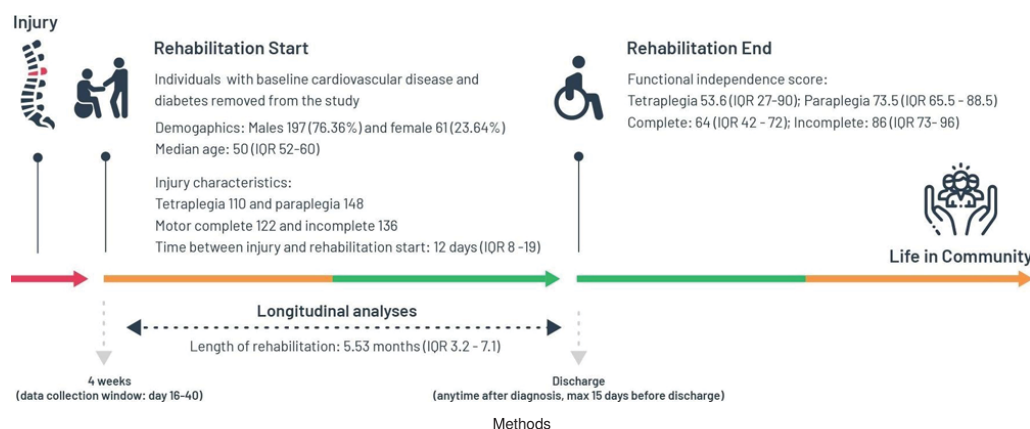 Injury
Rehabilitation Start
Individuals with baseline cardiovascular disease and
diabetes removed from the study
Demogaphics: Males 197 (76.36%) and female 61 (23.64%)
Median age: 50 (IQR 52-60)
Injury characteristics:
Tetraplegia 110 and paraplegia 148
Motor complete 122 and incomplete 136
Time between injury and rehabilitation start: 12 days (IQR 8 -19)
Rehabilitation End
Functional independence score:
Tetraplegia 53.6 (IQR 27-90); Paraplegia 73.5 (IQR 65.5 - 88.5)
Complete: 64 (IQR 42 - 72); Incomplete: 86 (IQR 73- 96)
Life in Community
Longitudinal analyses
Length of rehabilitation: 5.53 months (IQR 3.2 - 7.1)
4 weeks
(data collection window: day 16-40)
Discharge
(anytime after diagnosis, max 15 days before discharge)
Methods